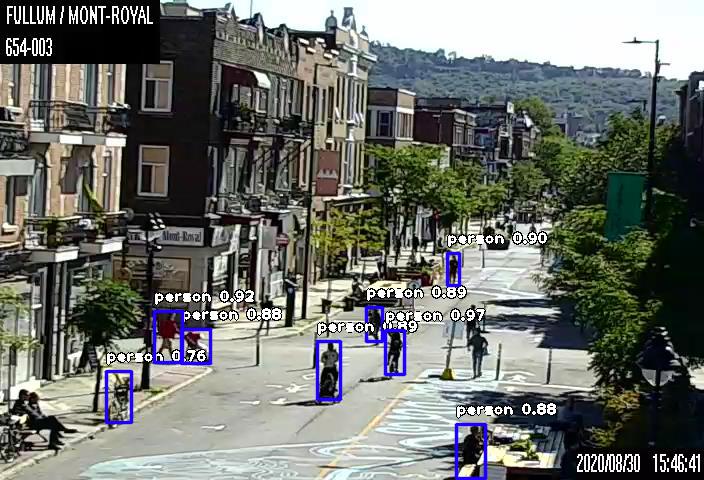 FULLUM / MONT-ROYAL
654-003
Mont-Royal
person 0.90
person 0.92
person 0.88
person 0.89
person 0.97
person 0.89
person 0.76
person 0.88
2020/08/30 15:46:41